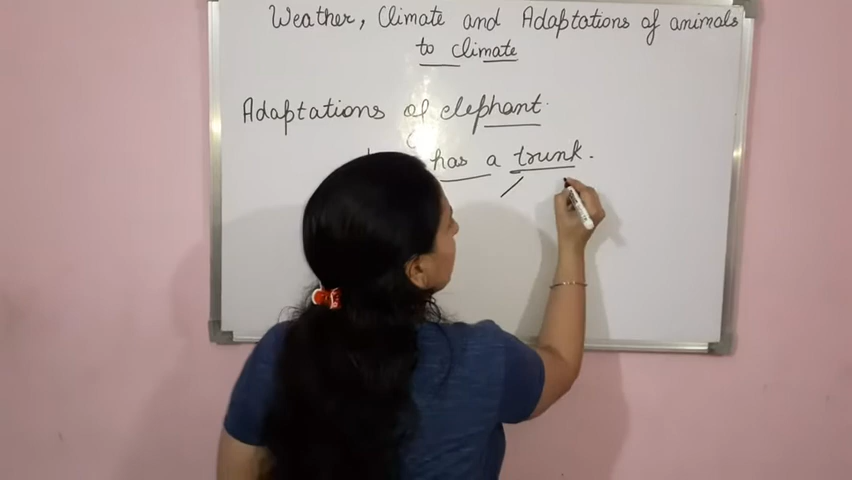 Weather, Climate and Adaptations of animals
to climate
Adaptations of elephant.
has a trunk.